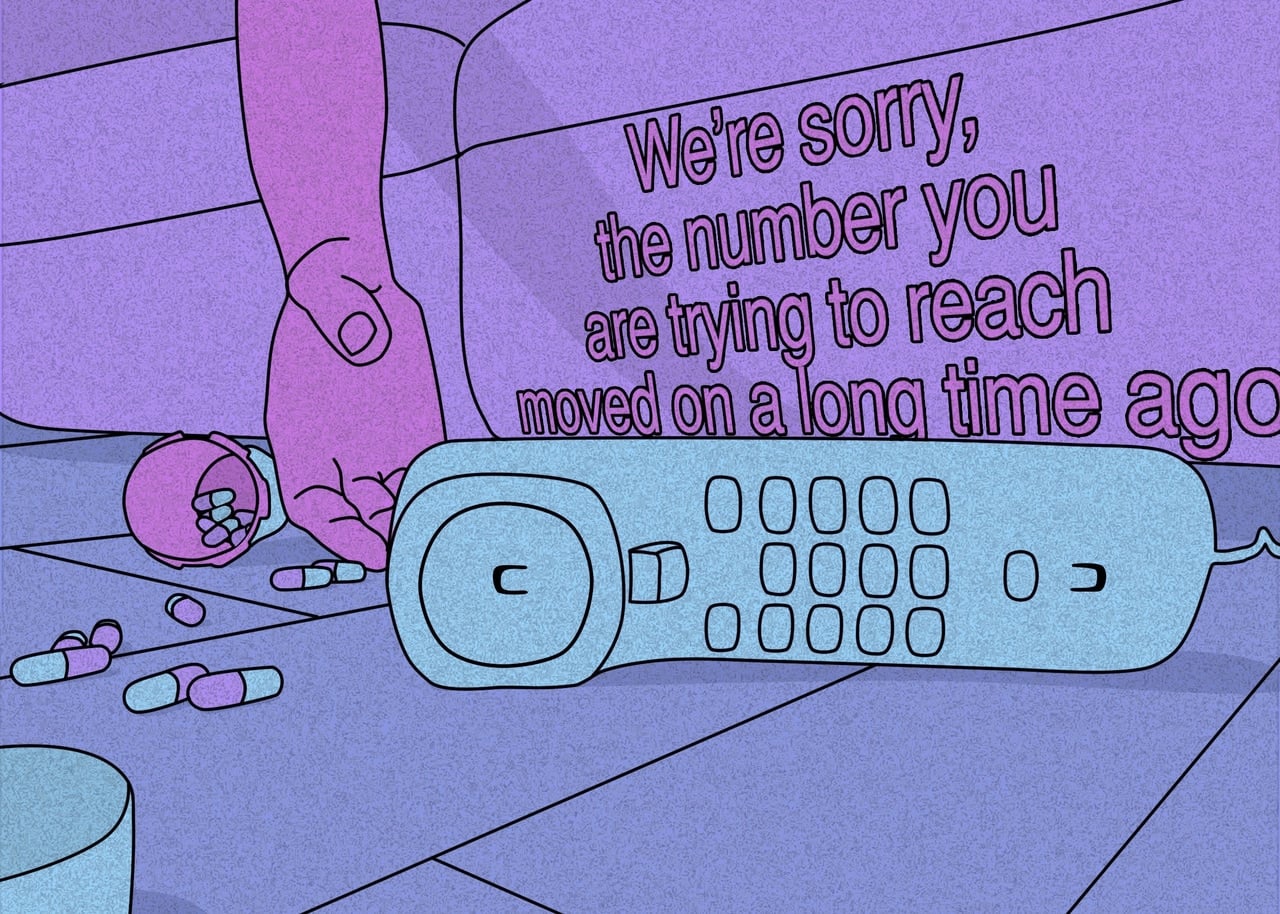 We're sorry,
the number you
are trying to reach
moved on a long time ago